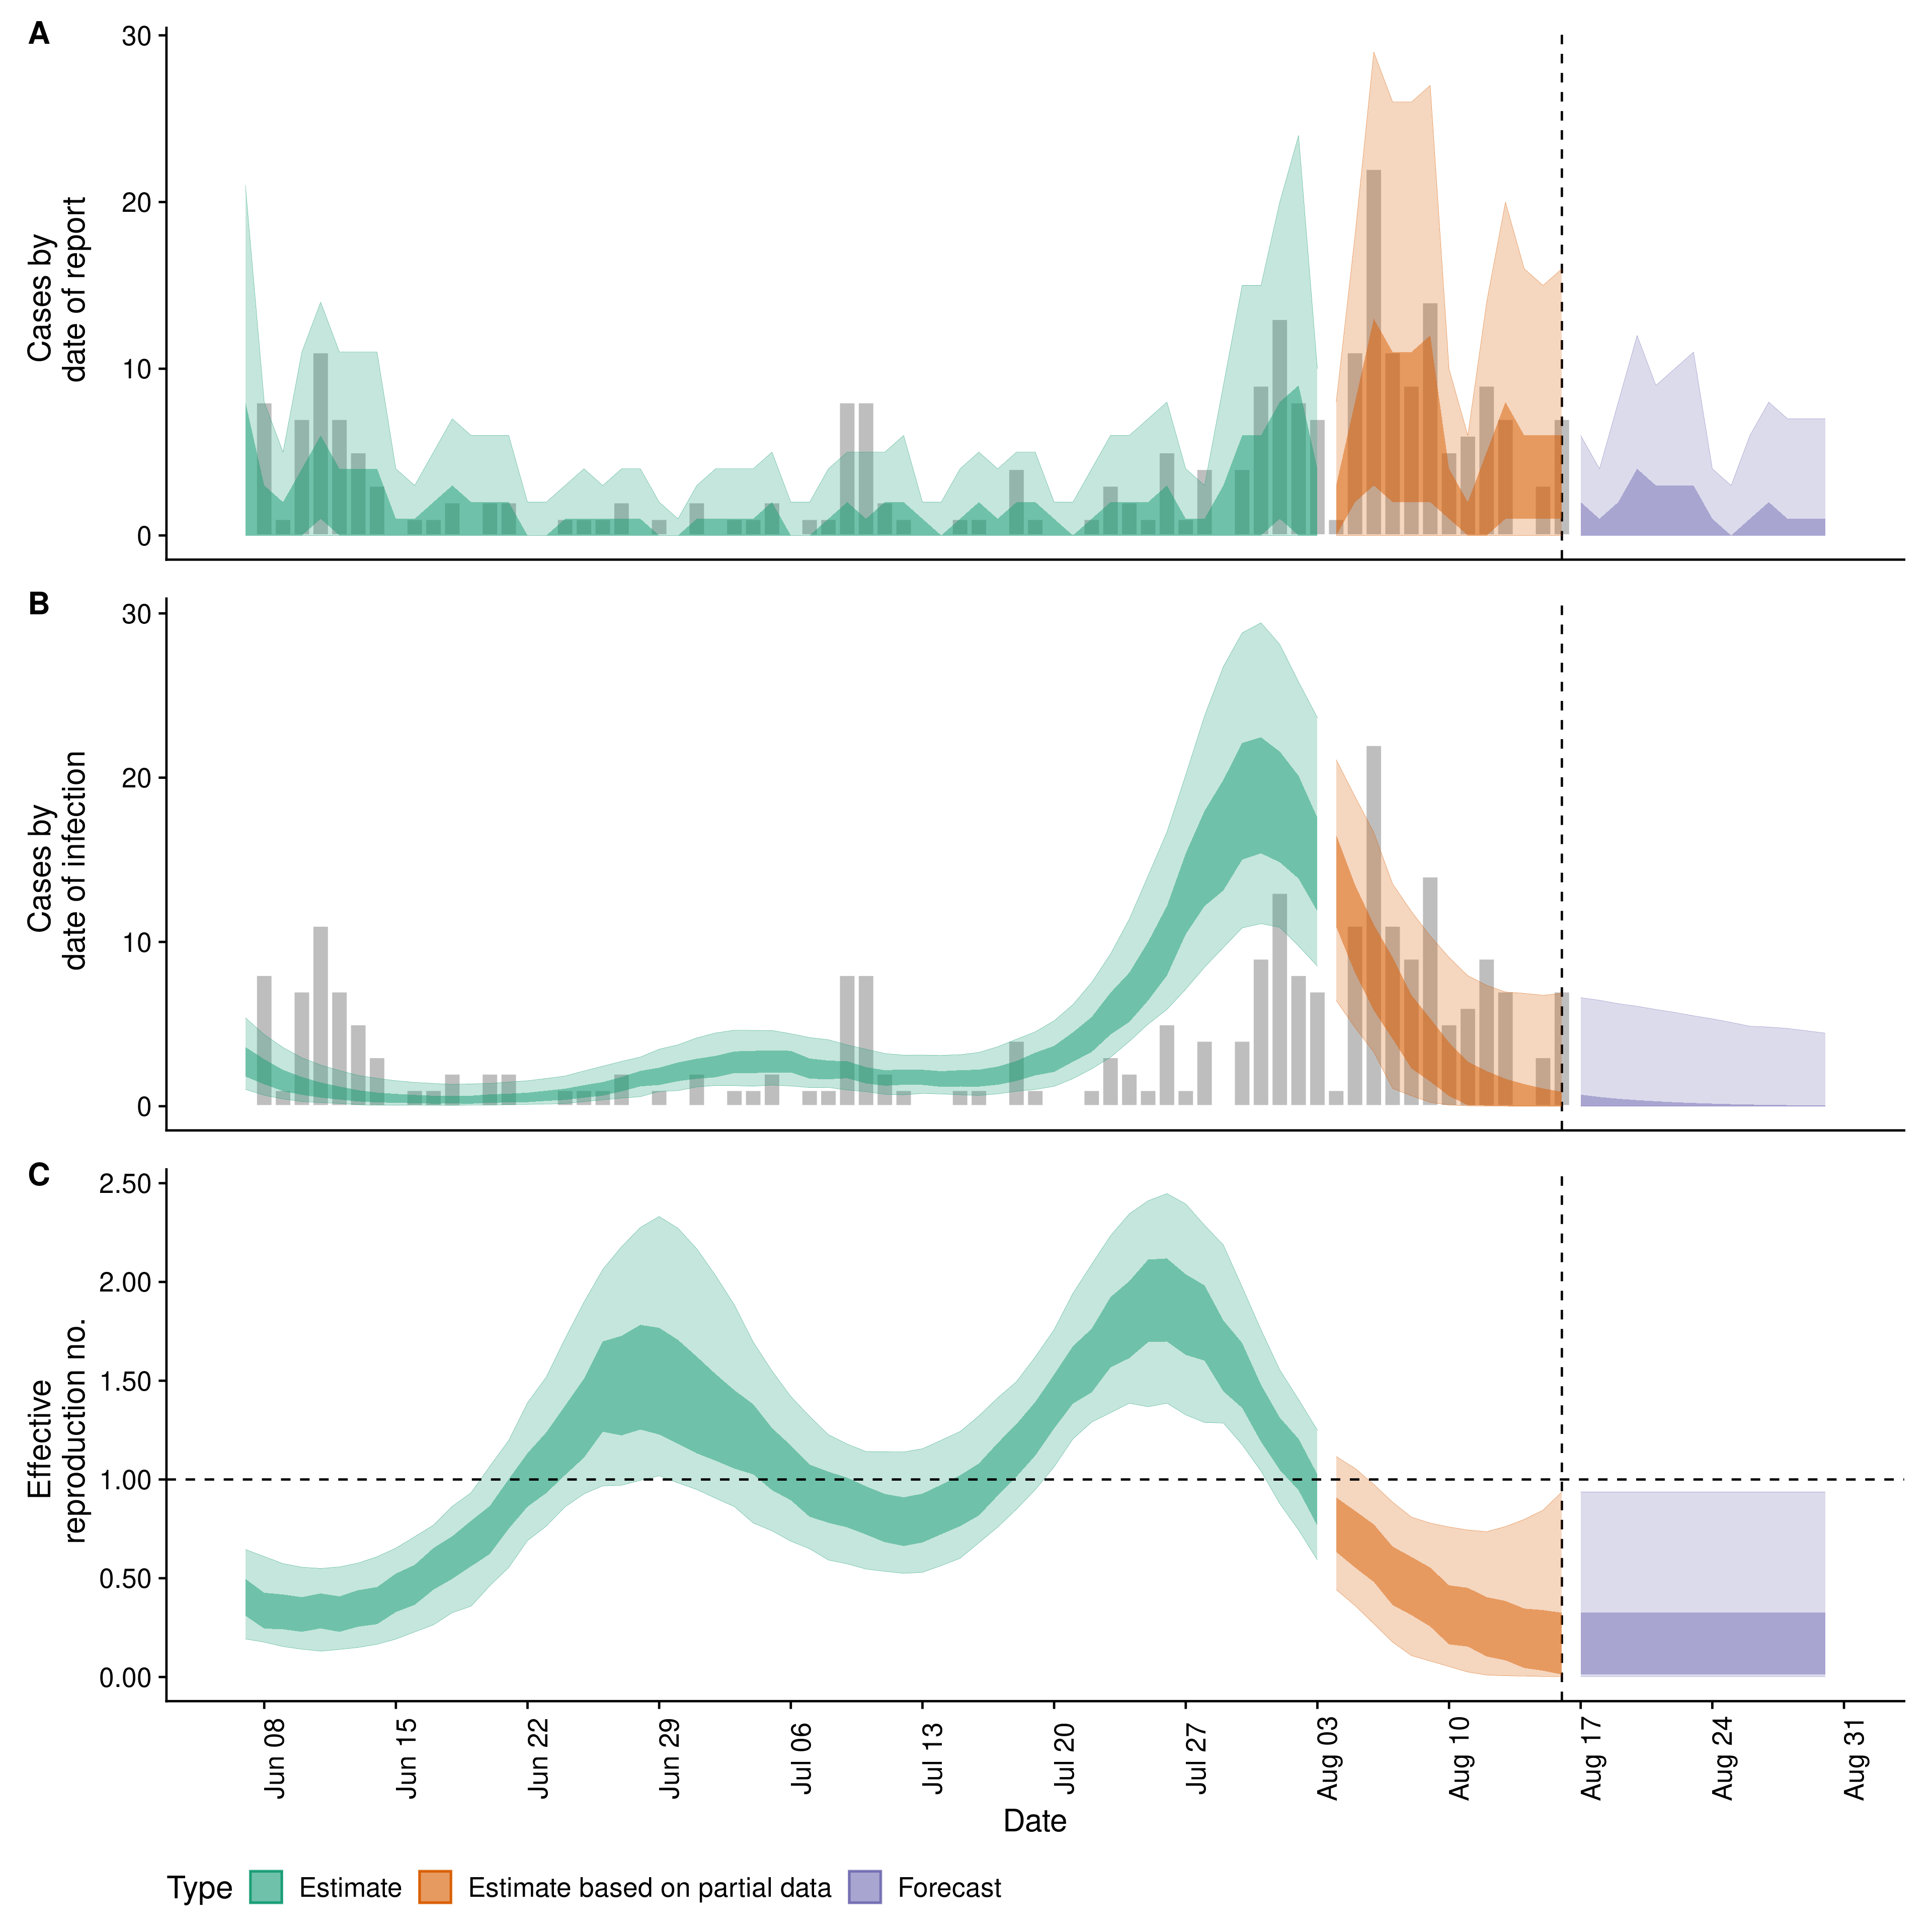 A
Cases by
date of report
30
20
10
0
B
Cases by
date of infection
30
20
10
0
C
Effective
reproduction no.
2.50
2.00
1.50
1.00
0.50
0.00
Jun 08
Jun 15
Jun 22
Jun 29
Jul 06
Jul 13
Jul 20
Jul 27
Aug 03
Aug 10
Aug 17
Aug 24
Aug 31
Date
Type Estimate Estimate based on partial data Forecast